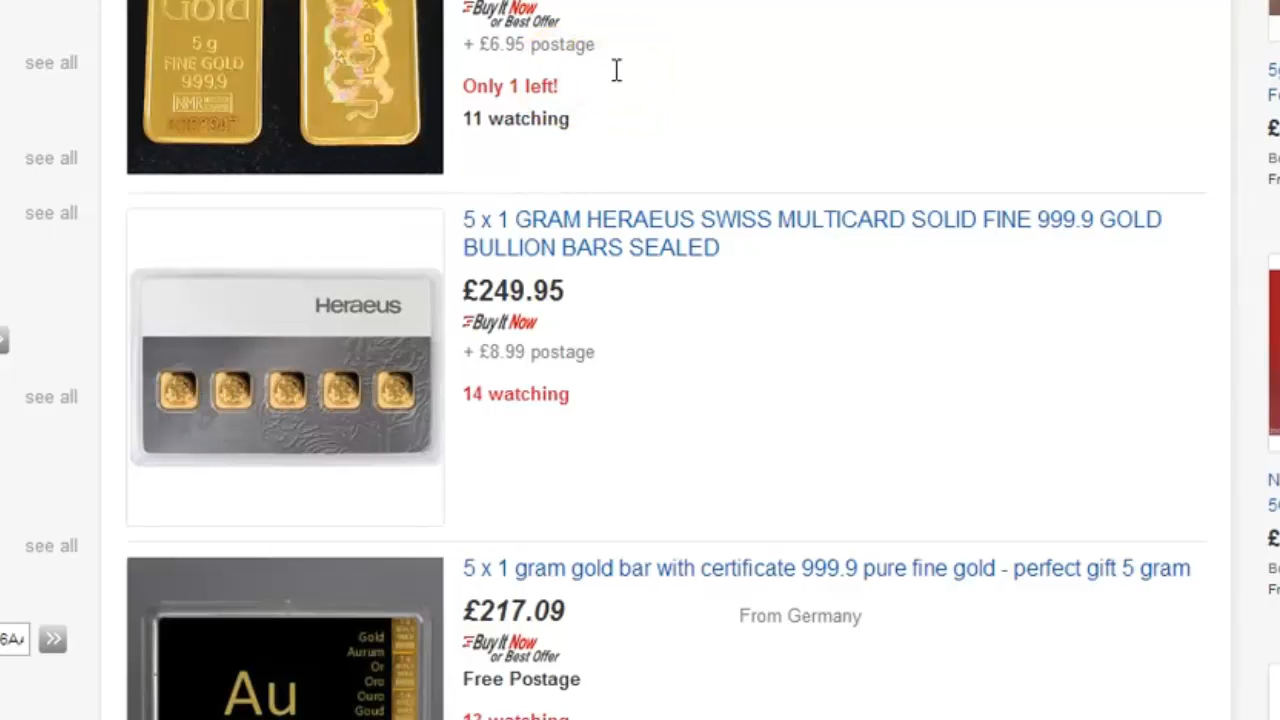 see all
see all
see all
see all
see all
6A
Gold
5 g
FINE GOLD
999,9
NMR
Buy It Now
or Best Offer
+ £6.95 postage
Only 1 left!
11 watching
Heraeus
5 x 1 GRAM HERAEUS SWISS MULTICARD SOLID FINE 999.9 GOLD
BULLION BARS SEALED
£249.95
Buy It Now
+ £8.99 postage
14 watching
Gold
Aurum
Or
Oro
Ouro
Goud
Au
5 x 1 gram gold bar with certificate 999.9 pure fine gold - perfect gift 5 gram
£217.09
From Germany
Buy It Now
or Best Offer
Free Postage